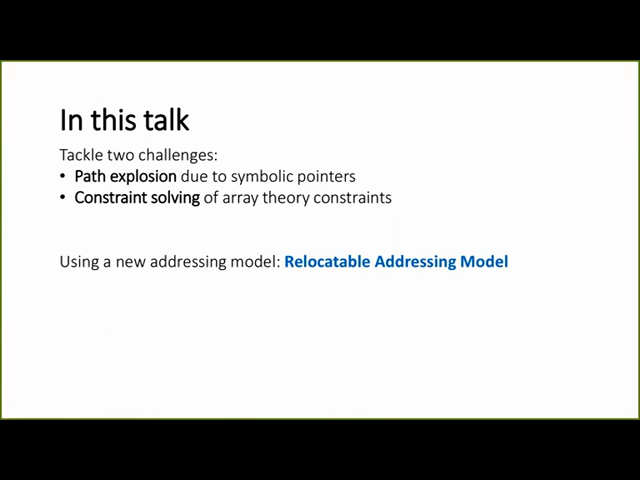 In this talk
Tackle two challenges:
• Path explosion due to symbolic pointers
• Constraint solving of array theory constraints
Using a new addressing model: Relocatable Addressing Model